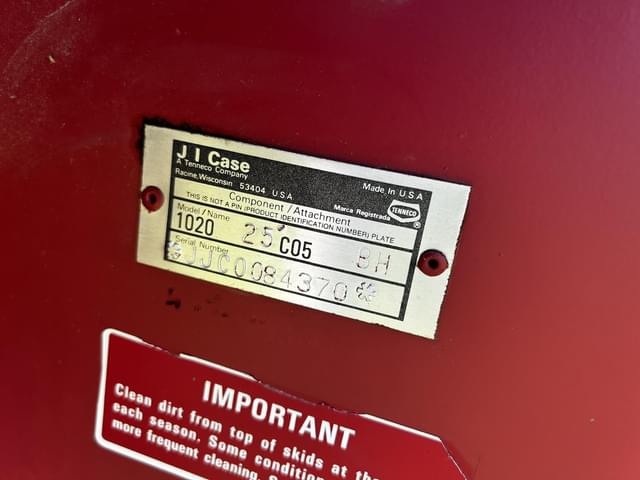 J I Case
A Tenneco Company
Racine, Wisconsin 53404 U.S.A.
Made In U.S.A.
Component/Attachment
THIS IS NOT A PIN (PRODUCT IDENTIFICATION NUMBER) PLATE
Marca Registrada
TENNECO
®
Model/Name
1020 25' C05 BH
Serial Number
*JJC0084370*
IMPORTANT
Clean dirt from top of skids at the
each season. Some condition
more frequent cleaning.